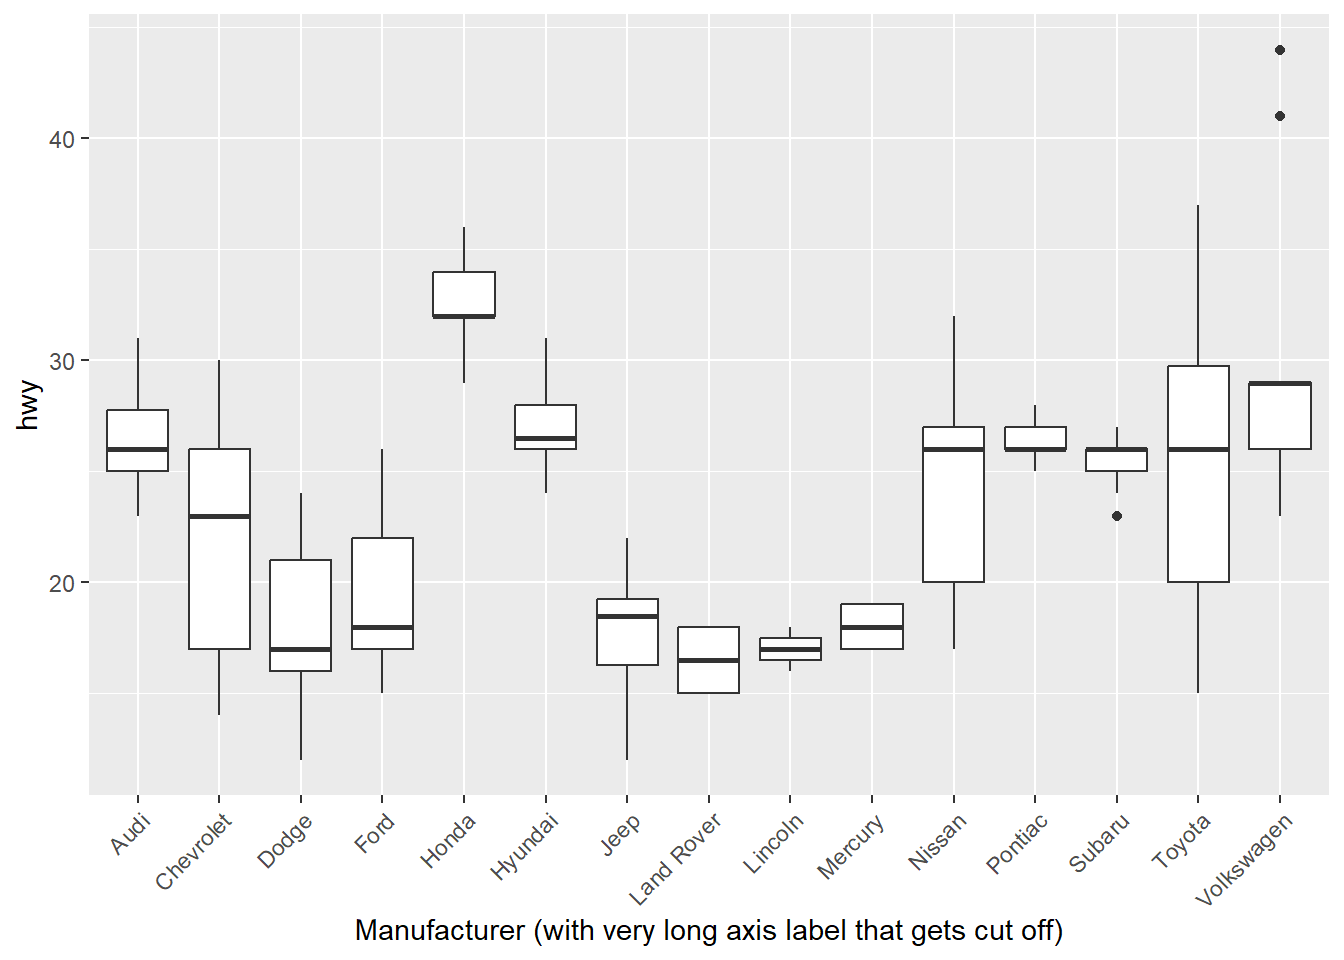 40
30
20
hwy
Audi
Chevrolet
Dodge
Ford
Honda
Hyundai
Jeep
Land Rover
Lincoln
Mercury
Nissan
Pontiac
Subaru
Toyota
Volkswagen
Manufacturer (with very long axis label that gets cut off)